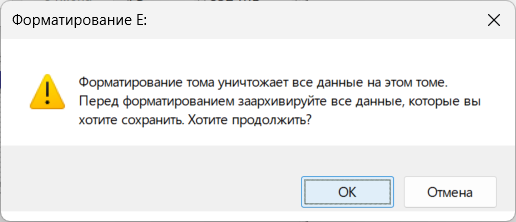 Форматирование E:
Форматирование тома уничтожает все данные на этом томе.
Перед форматированием заархивируйте все данные, которые вы
хотите сохранить. Хотите продолжить?
ОК
Отмена